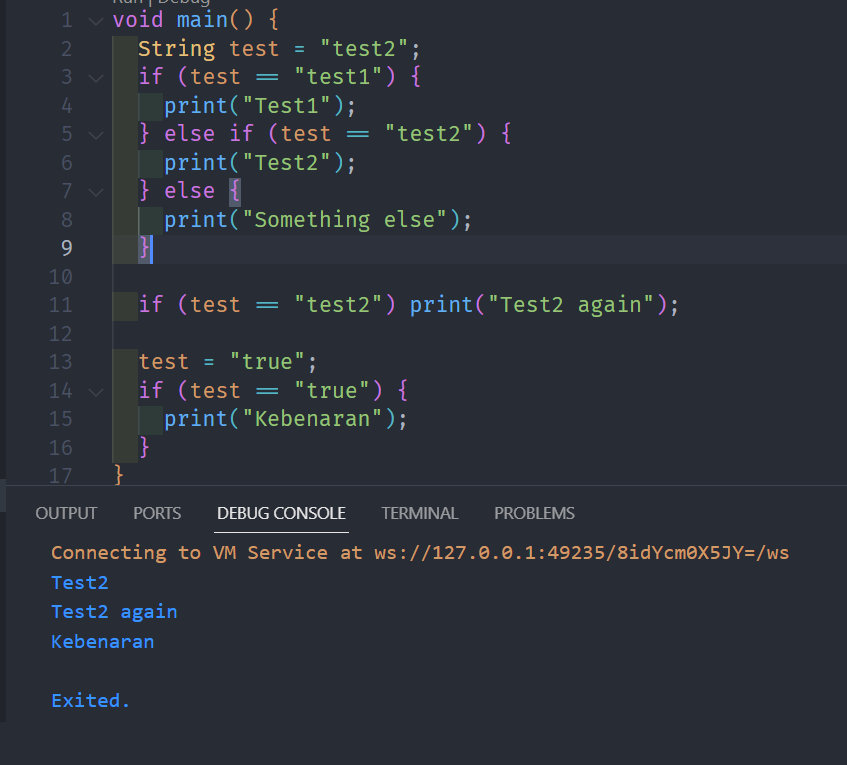 Run | Debug
1 void main() {
2 String test = "test2";
3 if (test == "test1") {
4 print("Test1");
5 } else if (test == "test2") {
6 print("Test2");
7 } else {
8 print("Something else");
9 }
10
11 if (test == "test2") print("Test2 again");
12
13 test = "true";
14 if (test == "true") {
15 print("Kebenaran");
16 }
17 }
OUTPUT PORTS DEBUG CONSOLE TERMINAL PROBLEMS
Connecting to VM Service at ws://127.0.0.1:49235/8idYcm0X5JY=/ws
Test2
Test2 again
Kebenaran
Exited.